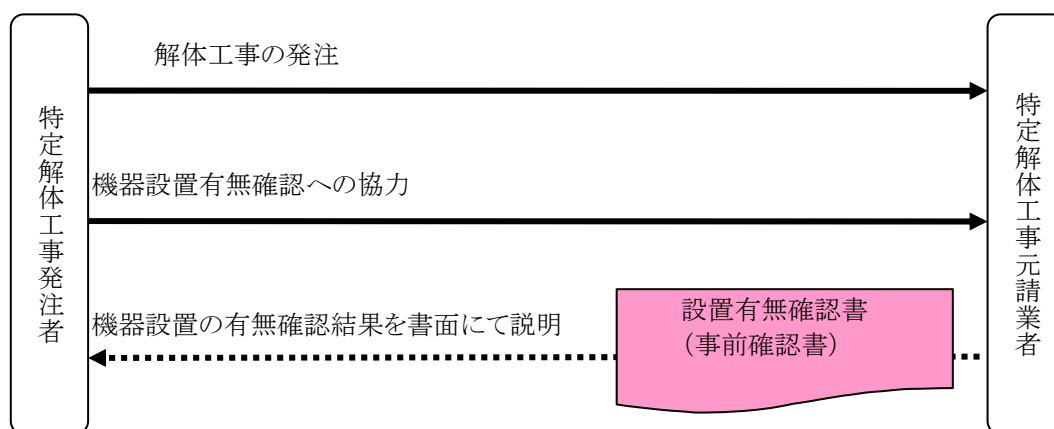 解体工事の発注
特定解体工事発注者
機器設置有無確認への協力
特定解体工事元請業者
機器設置の有無確認結果を書面にて説明
設置有無確認書
（事前確認書）